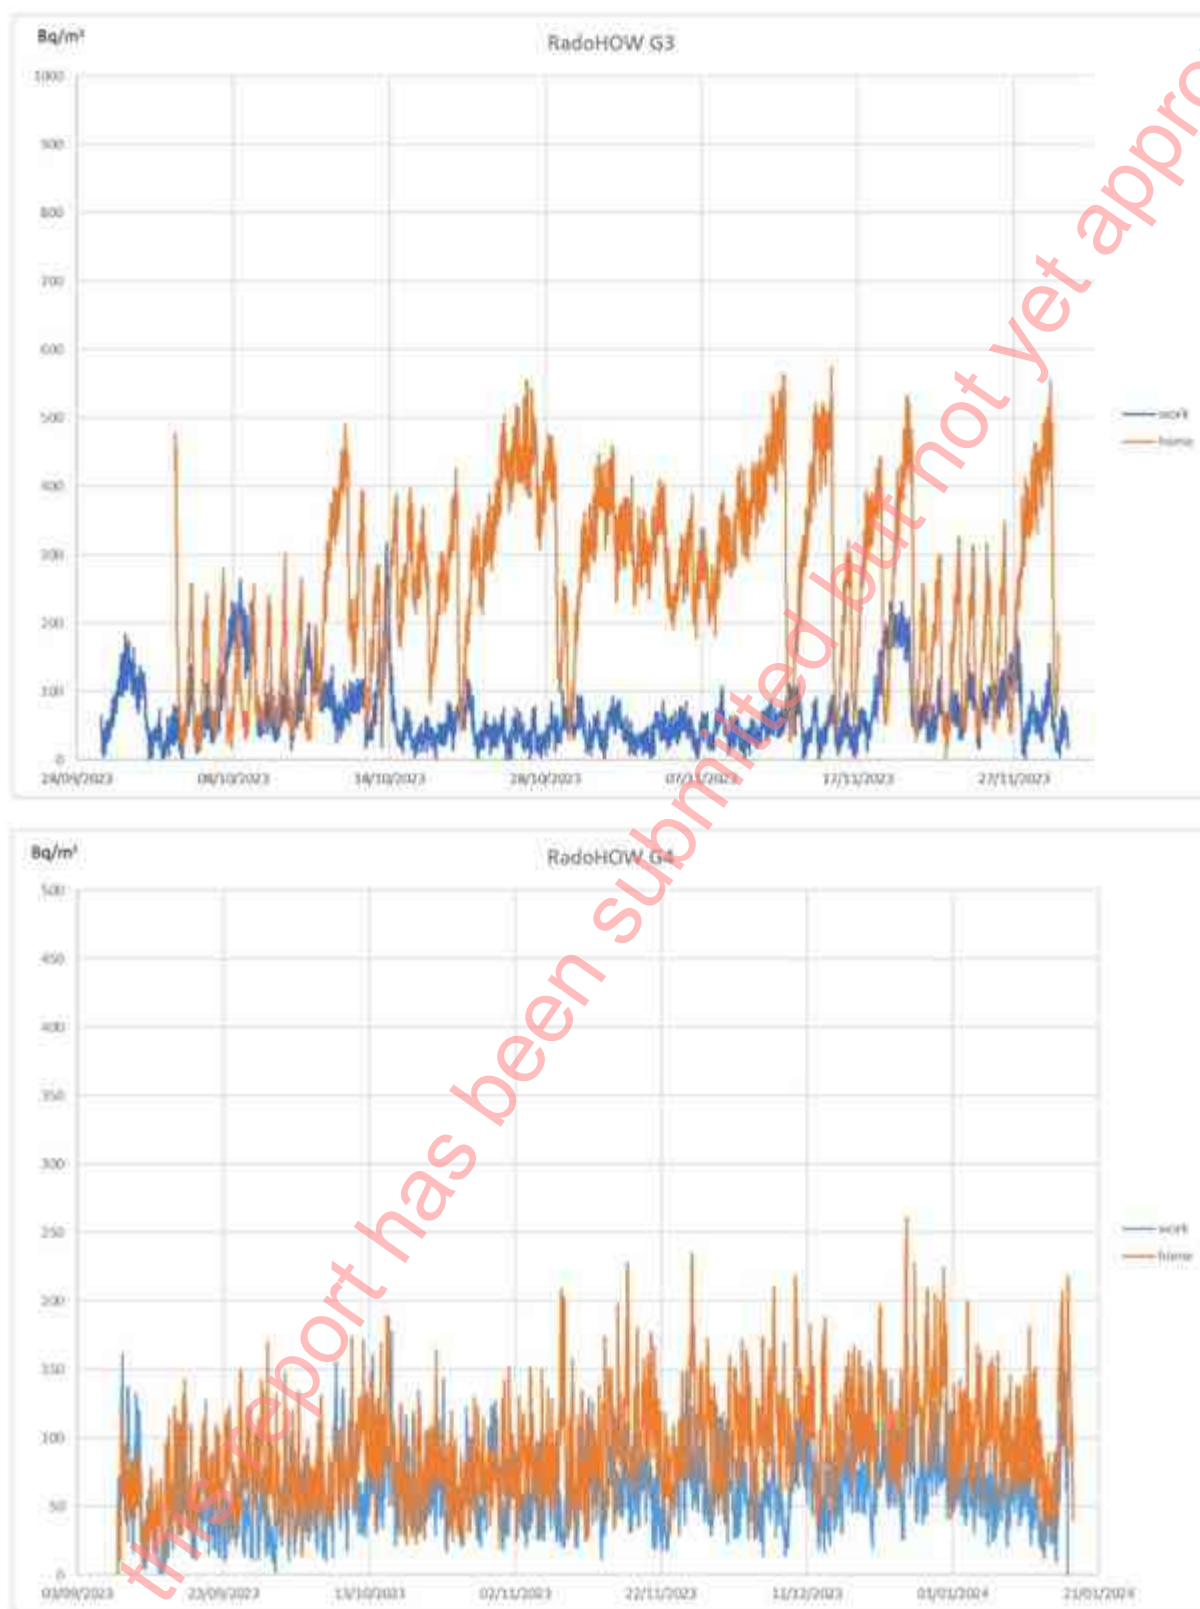 Bq/m³
RadoHOW G3
1000
900
800
700
600
500
400
300
200
100
0
28/09/2023 08/10/2023 18/10/2023 28/10/2023 07/11/2023 17/11/2023 27/11/2023
work
home
Bq/m³
RadoHOW G4
500
450
400
350
300
250
200
150
100
50
0
03/09/2023 23/09/2023 13/10/2023 02/11/2023 22/11/2023 12/12/2023 01/01/2024 21/01/2024
work
home
this report has been submitted but not yet appro